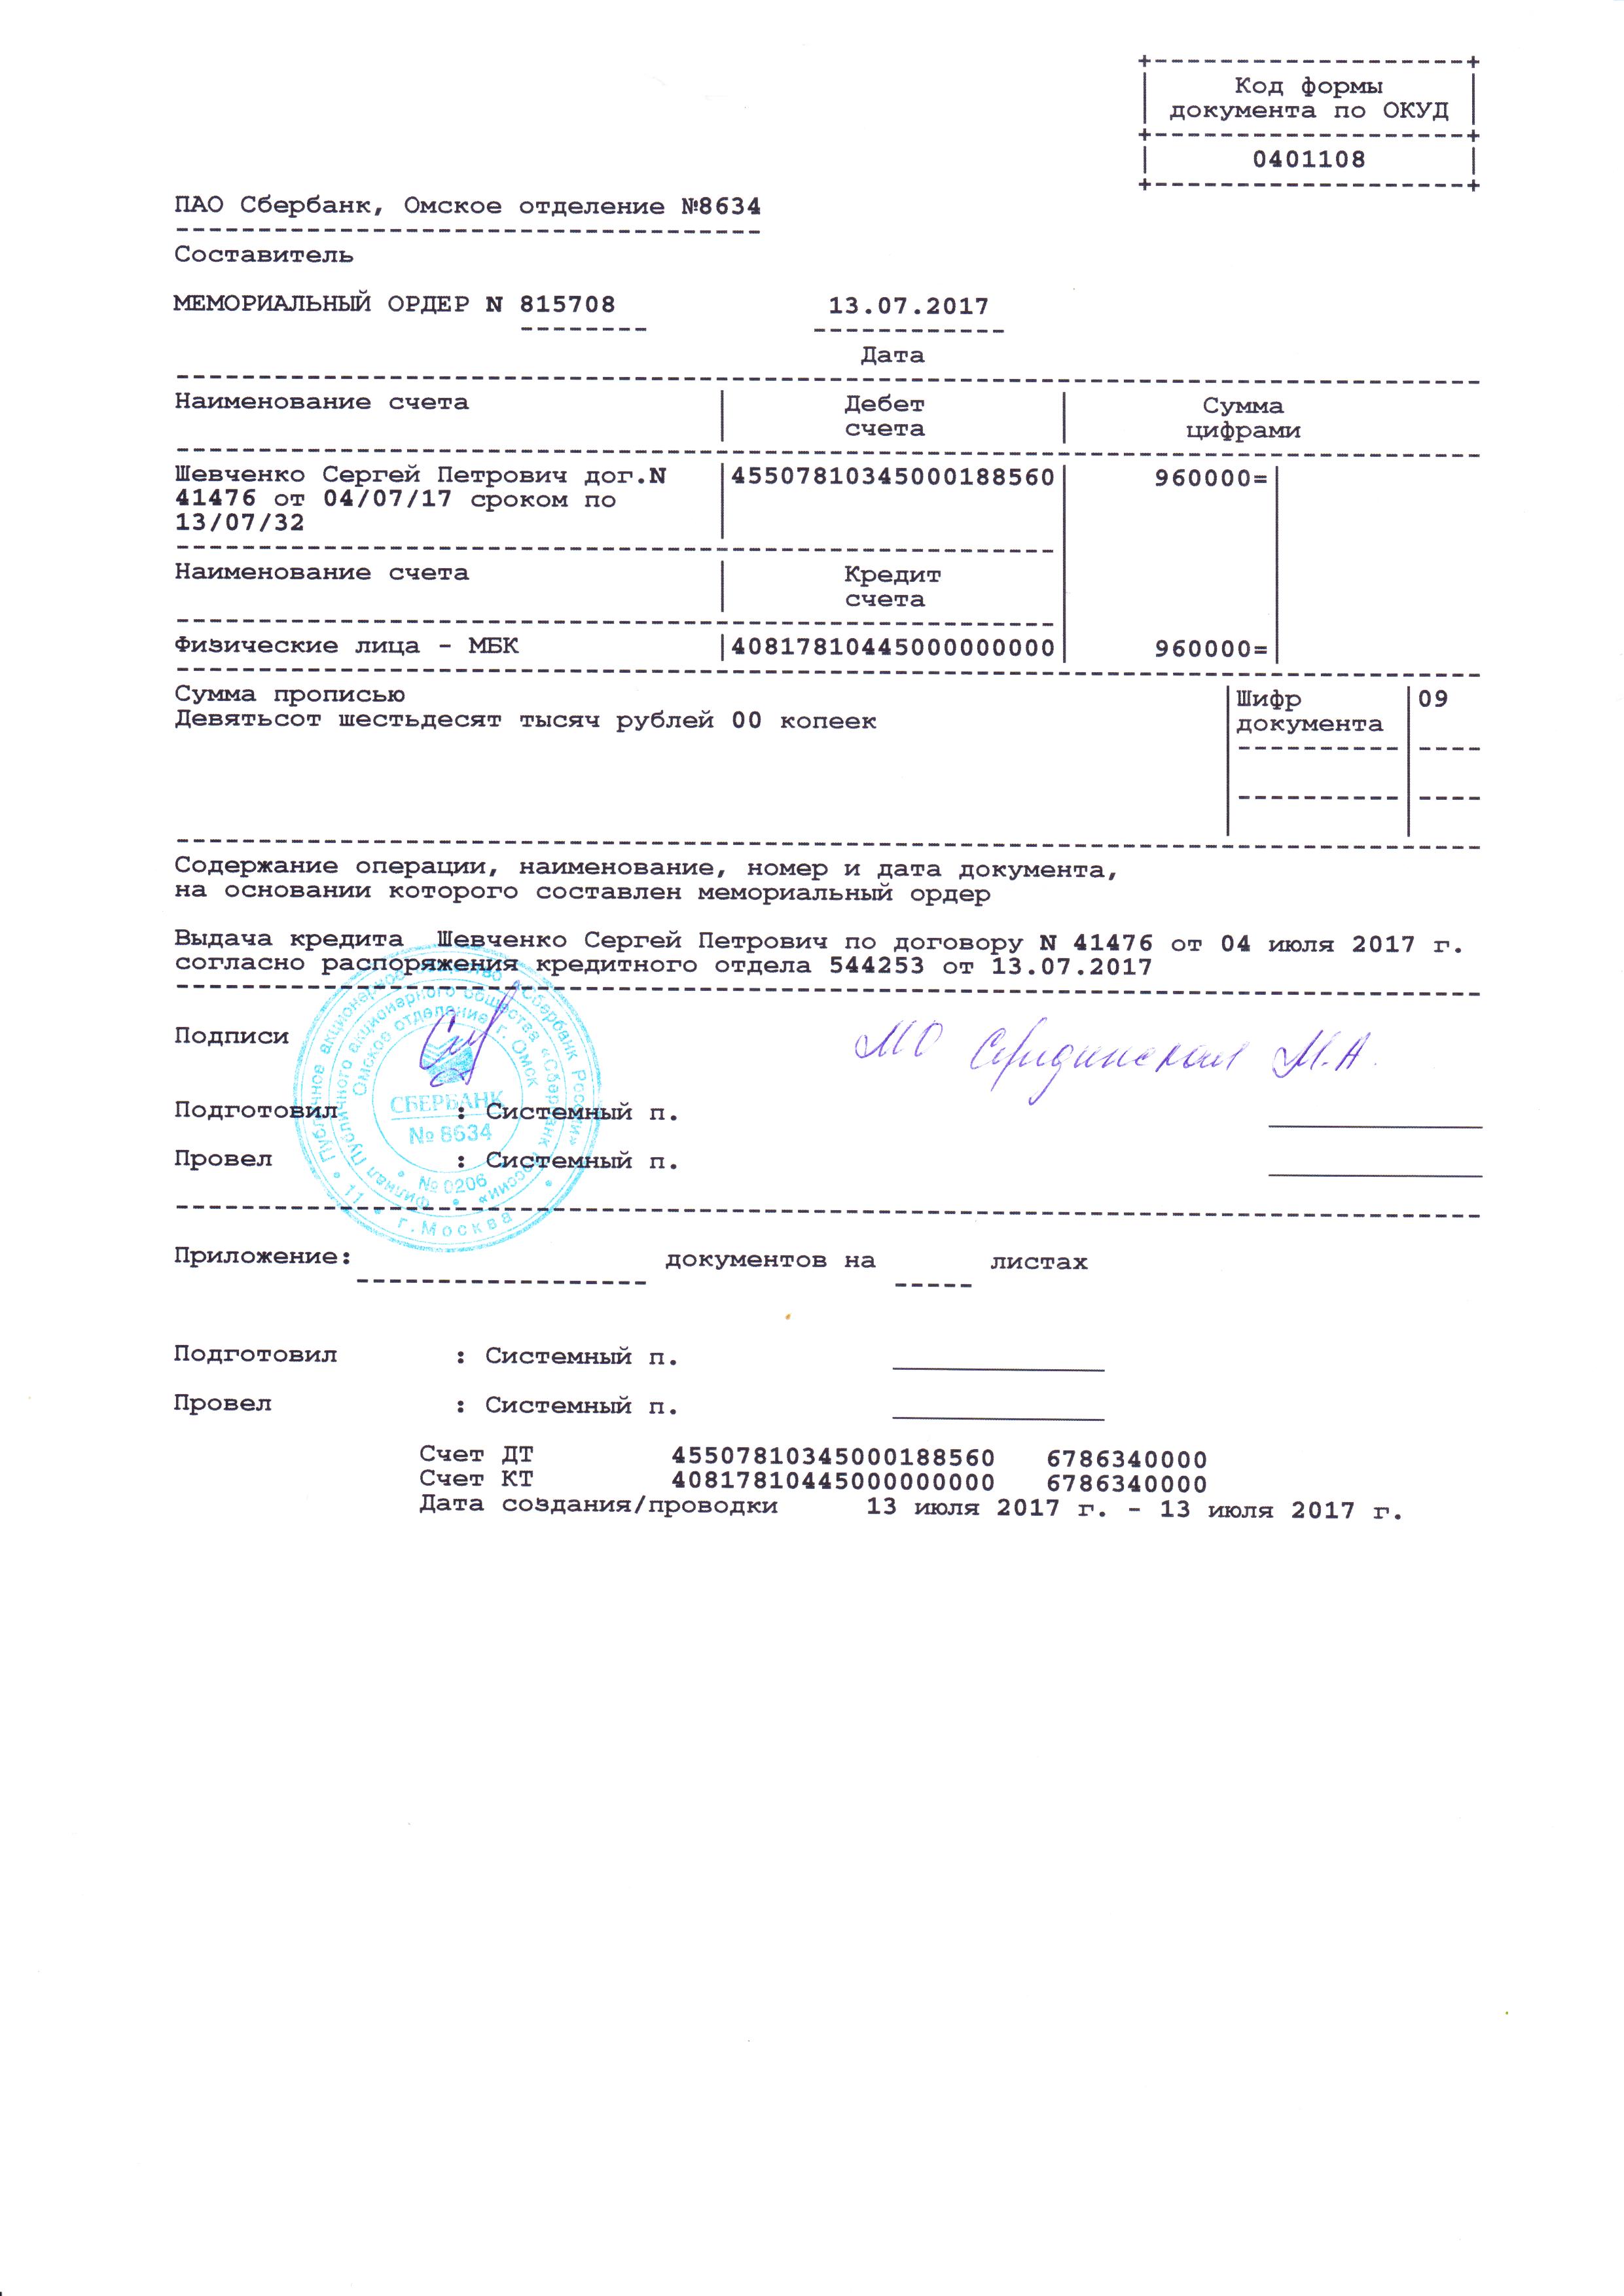 Код формы
документа по ОКУД
0401108
ПАО Сбербанк, Омское отделение №8634
Составитель
МЕМОРИАЛЬНЫЙ ОРДЕР N 815708 13.07.2017
Дата
Наименование счета Дебет Сумма
счета цифрами
Шевченко Сергей Петрович дог.N 45507810345000188560 960000=
41476 от 04/07/17 сроком по
13/07/32
Наименование счета Кредит
счета
Физические лица - МБК 40817810445000000000 960000=
Сумма прописью Шифр 09
Девятьсот шестьдесят тысяч рублей 00 копеек документа
Содержание операции, наименование, номер и дата документа,
на основании которого составлен мемориальный ордер
Выдача кредита Шевченко Сергей Петрович по договору N 41476 от 04 июля 2017 г.
согласно распоряжения кредитного отдела 544253 от 13.07.2017
Подписи
МО М.А.
Подготовил : Системный п.
Провел : Системный п.
Публичное акционерное общество «Сбербанк России» • 11 • г.Москва •
Филиал Публичного акционерного общества «Сбербанк России» •
Омское отделение г. Омск
СБЕРБАНК
№ 8634
• № 0206
Приложение: документов на листах
Подготовил : Системный п.
Провел : Системный п.
Счет ДТ 45507810345000188560 6786340000
Счет КТ 40817810445000000000 6786340000
Дата создания/проводки 13 июля 2017 г. - 13 июля 2017 г.